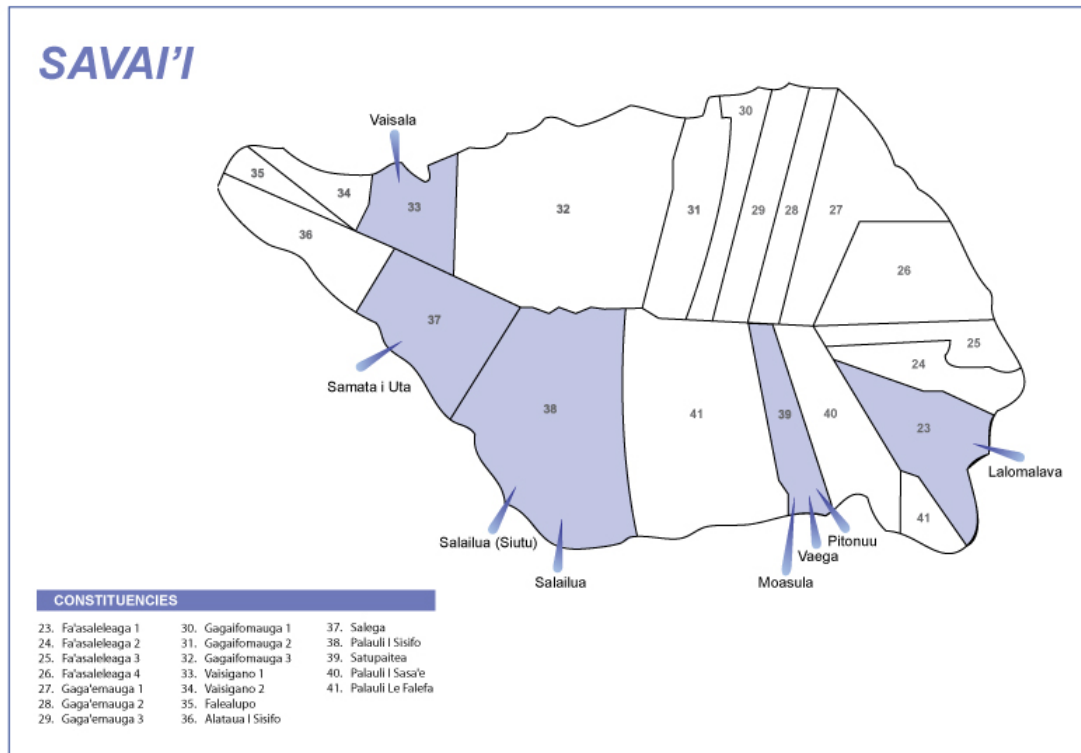 SAVAI'I
Vaisala
30
35
34
33
32
31
29
28
27
36
26
37
25
24
Samata i Uta
38
41
39
40
23
Lalomalava
41
Salailua (Siutu)
Pitonuu
Vaega
Salailua
Moasula
CONSTITUENCIES
23. Fa'asaleleaga 1
24. Fa'asaleleaga 2
25. Fa'asaleleaga 3
26. Fa'asaleleaga 4
27. Gaga'emauga 1
28. Gaga'emauga 2
29. Gaga'emauga 3
30. Gagaifomauga 1
31. Gagaifomauga 2
32. Gagaifomauga 3
33. Vaisigano 1
34. Vaisigano 2
35. Falealupo
36. Alataua I Sisifo
37. Salega
38. Palauli I Sisifo
39. Satupaitea
40. Palauli I Sasa'e
41. Palauli Le Falefa